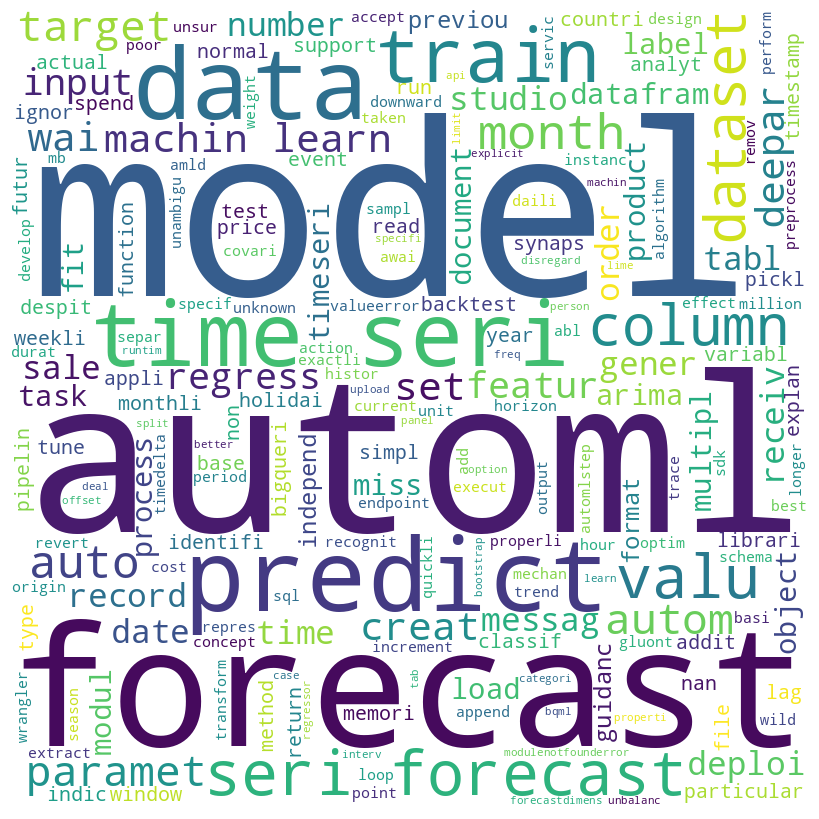 target
unsur
number
accept
previou
countri
design
poor
normal
support
train
dataset
perform
actual
data
servic
label
timestamp
input
weight
run
analyt
api
ignor
spend
downward
studio
datafram
taken
limit
wai
machin learn
month
deepar
remov
preprocess
mb
amld
event
explicit
instanc
machin
futur
unambigu
model
test
sampl
read
daili
document
order
product
algorithm
develop
fit
function
price
specifi
synaps
covari
awai
disregard
lime
tabl
timeseri
pickl
despit
specif
unknown
valueerror
backtest
person
effect
million
weekli
separ
time seri
year
abl
column
durat
runtim
action
exactli
freq
variabl
sale
histor
gener
task
appli
regress
set
featur
arima
explan
upload
monthli
holidai
current
unit
horizon
multipl
receiv
longer
split
non
panel
tune
better
automl
simpl
add
option
output
automlstep
trace
sdk
best
pipelin
process
timedelta
base
bigqueri
independ
miss
deal
period
endpoint
execut
format
offset
revert
identifi
recognit
properli
hour
optim
librari
auto
quickli
bootstrap
mechan
schema
origin
cost
predict
learn
valu
object
record
sql
trend
type
date
repres
time
creat
messag
autom
basi
concept
classif
gluont
addit
increment
wrangler
season
modul
transform
forecast
case
tab
categori
guidanc
nan
lag
method
return
regressor
memori
load
append
bqml
properti
file
wild
extract
interv
modulenotfounderror
paramet
seri forecast
deploi
indic
window
loop
point
particular
forecastdimens
unbalanc